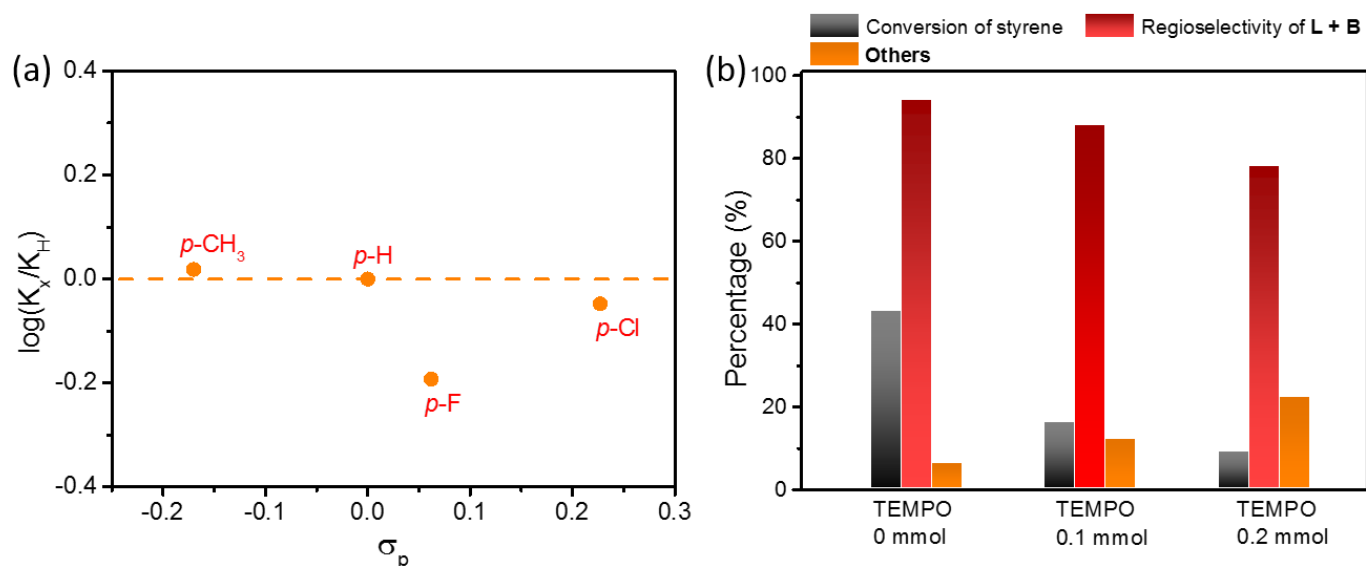 (a)
0.4
0.2
0.0
-0.2
-0.4
log(Kₓ/K_H)
p-CH₃
p-H
p-F
p-Cl
-0.2 -0.1 0.0 0.1 0.2 0.3
σₚ
Conversion of styrene Regioselectivity of L + B
Others
(b)
100
80
60
40
20
0
Percentage (%)
TEMPO TEMPO TEMPO
0 mmol 0.1 mmol 0.2 mmol